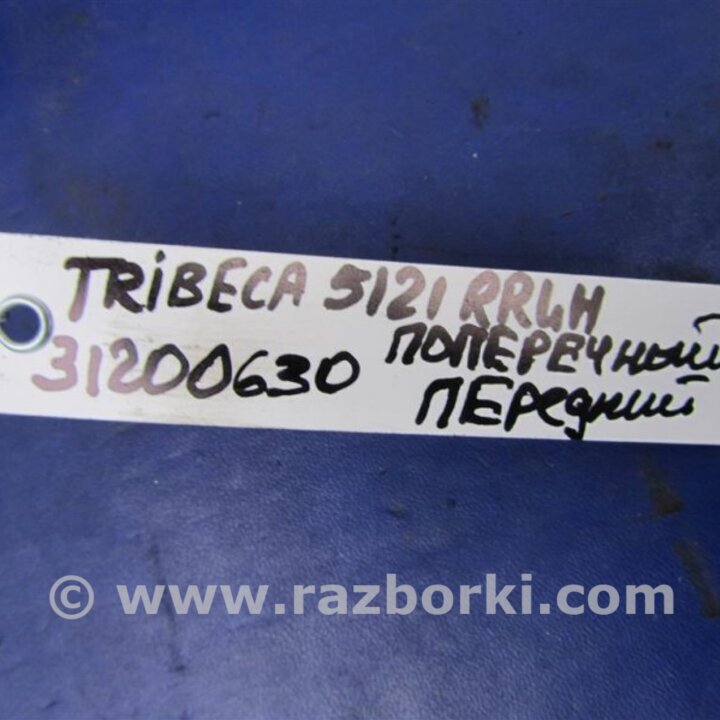 TRiBECA 5121 RRLH
31200630 ПОПЕРЕЧНЫЙ
ПЕРедний
© www.razborki.com